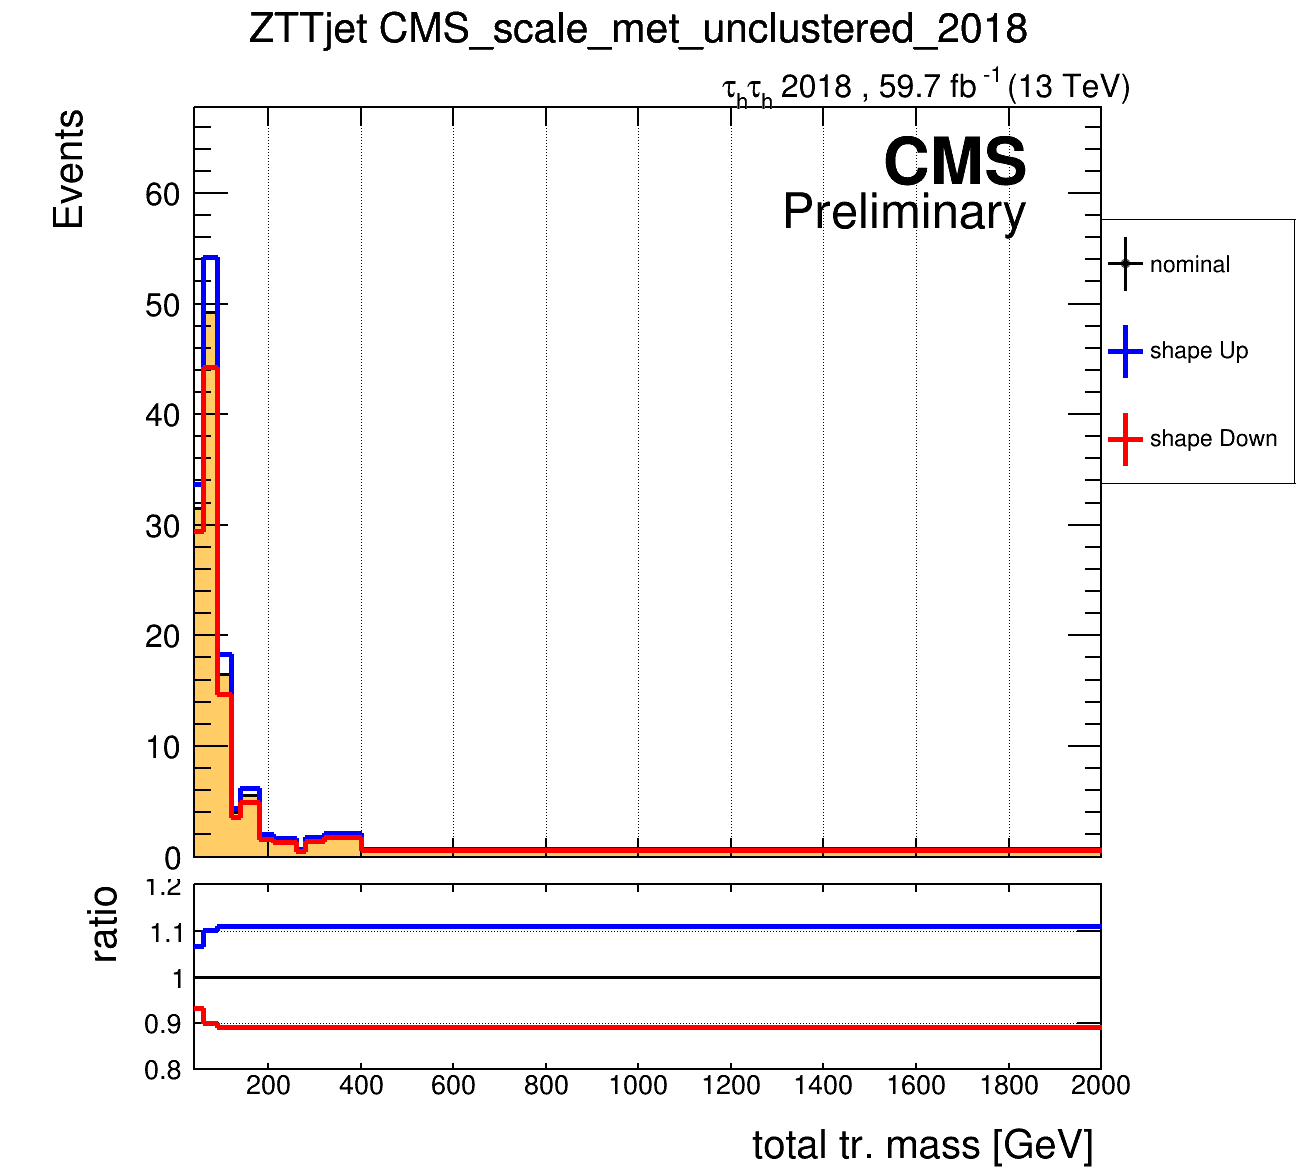 ZTTjet CMS_scale_met_unclustered_2018
τhτh 2018 , 59.7 fb -1 (13 TeV)
Events
CMS
Preliminary
60
50
40
30
20
10
0
nominal
shape Up
shape Down
ratio
1.2
1.1
1
0.9
0.8
200 400 600 800 1000 1200 1400 1600 1800 2000
total tr. mass [GeV]